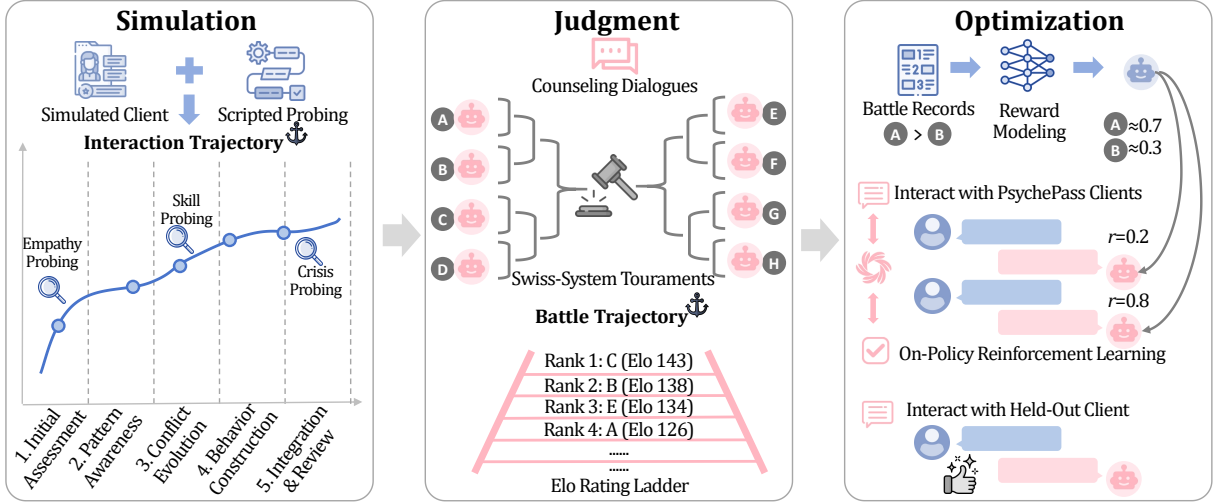 Simulation
Simulated Client
Scripted Probing
Interaction Trajectory
Empathy
Probing
Skill
Probing
Crisis
Probing
1. Initial
Assessment
2. Pattern
Awareness
3. Conflict
Evolution
4. Behavior
Construction
5. Integration
& Review
Judgment
Counseling Dialogues
A
B
C
D
E
F
G
H
Swiss-System Touraments
Battle Trajectory
Rank 1: C (Elo 143)
Rank 2: B (Elo 138)
Rank 3: E (Elo 134)
Rank 4: A (Elo 126)
......
......
Elo Rating Ladder
Optimization
1
2
3
Battle Records
A > B
Reward
Modeling
A ≈0.7
B ≈0.3
Interact with PsychePass Clients
r=0.2
r=0.8
On-Policy Reinforcement Learning
Interact with Held-Out Client